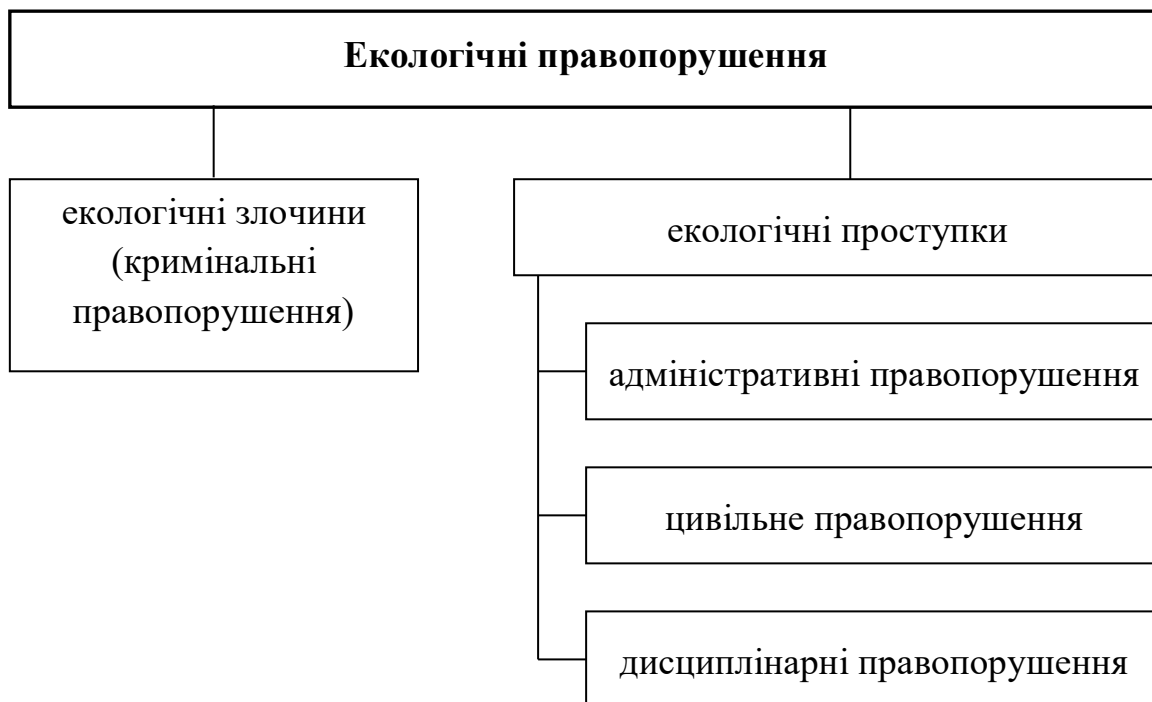 Екологічні правопорушення
екологічні злочини
(кримінальні
правопорушення)
екологічні проступки
адміністративні правопорушення
цивільне правопорушення
дисциплінарні правопорушення